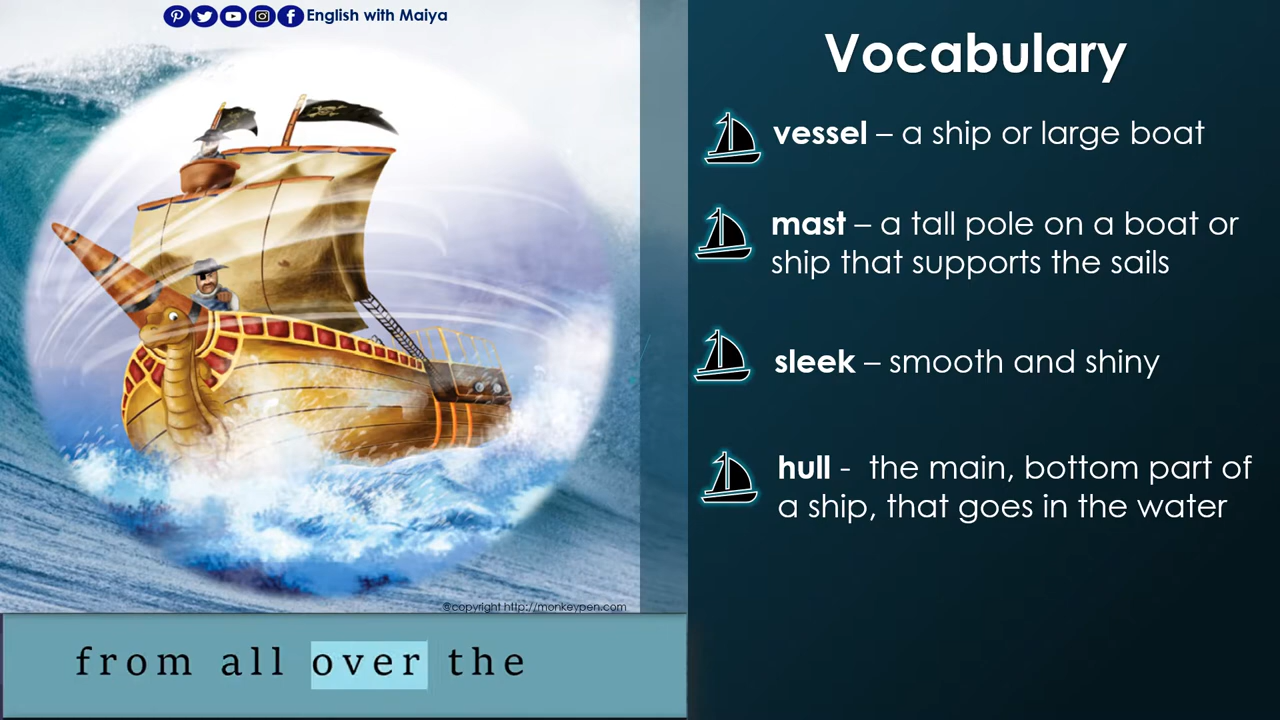 English with Maiya
Vocabulary
vessel – a ship or large boat
mast – a tall pole on a boat or
ship that supports the sails
sleek – smooth and shiny
hull - the main, bottom part of
a ship, that goes in the water
©copyright http://monkeypen.com
from all over the